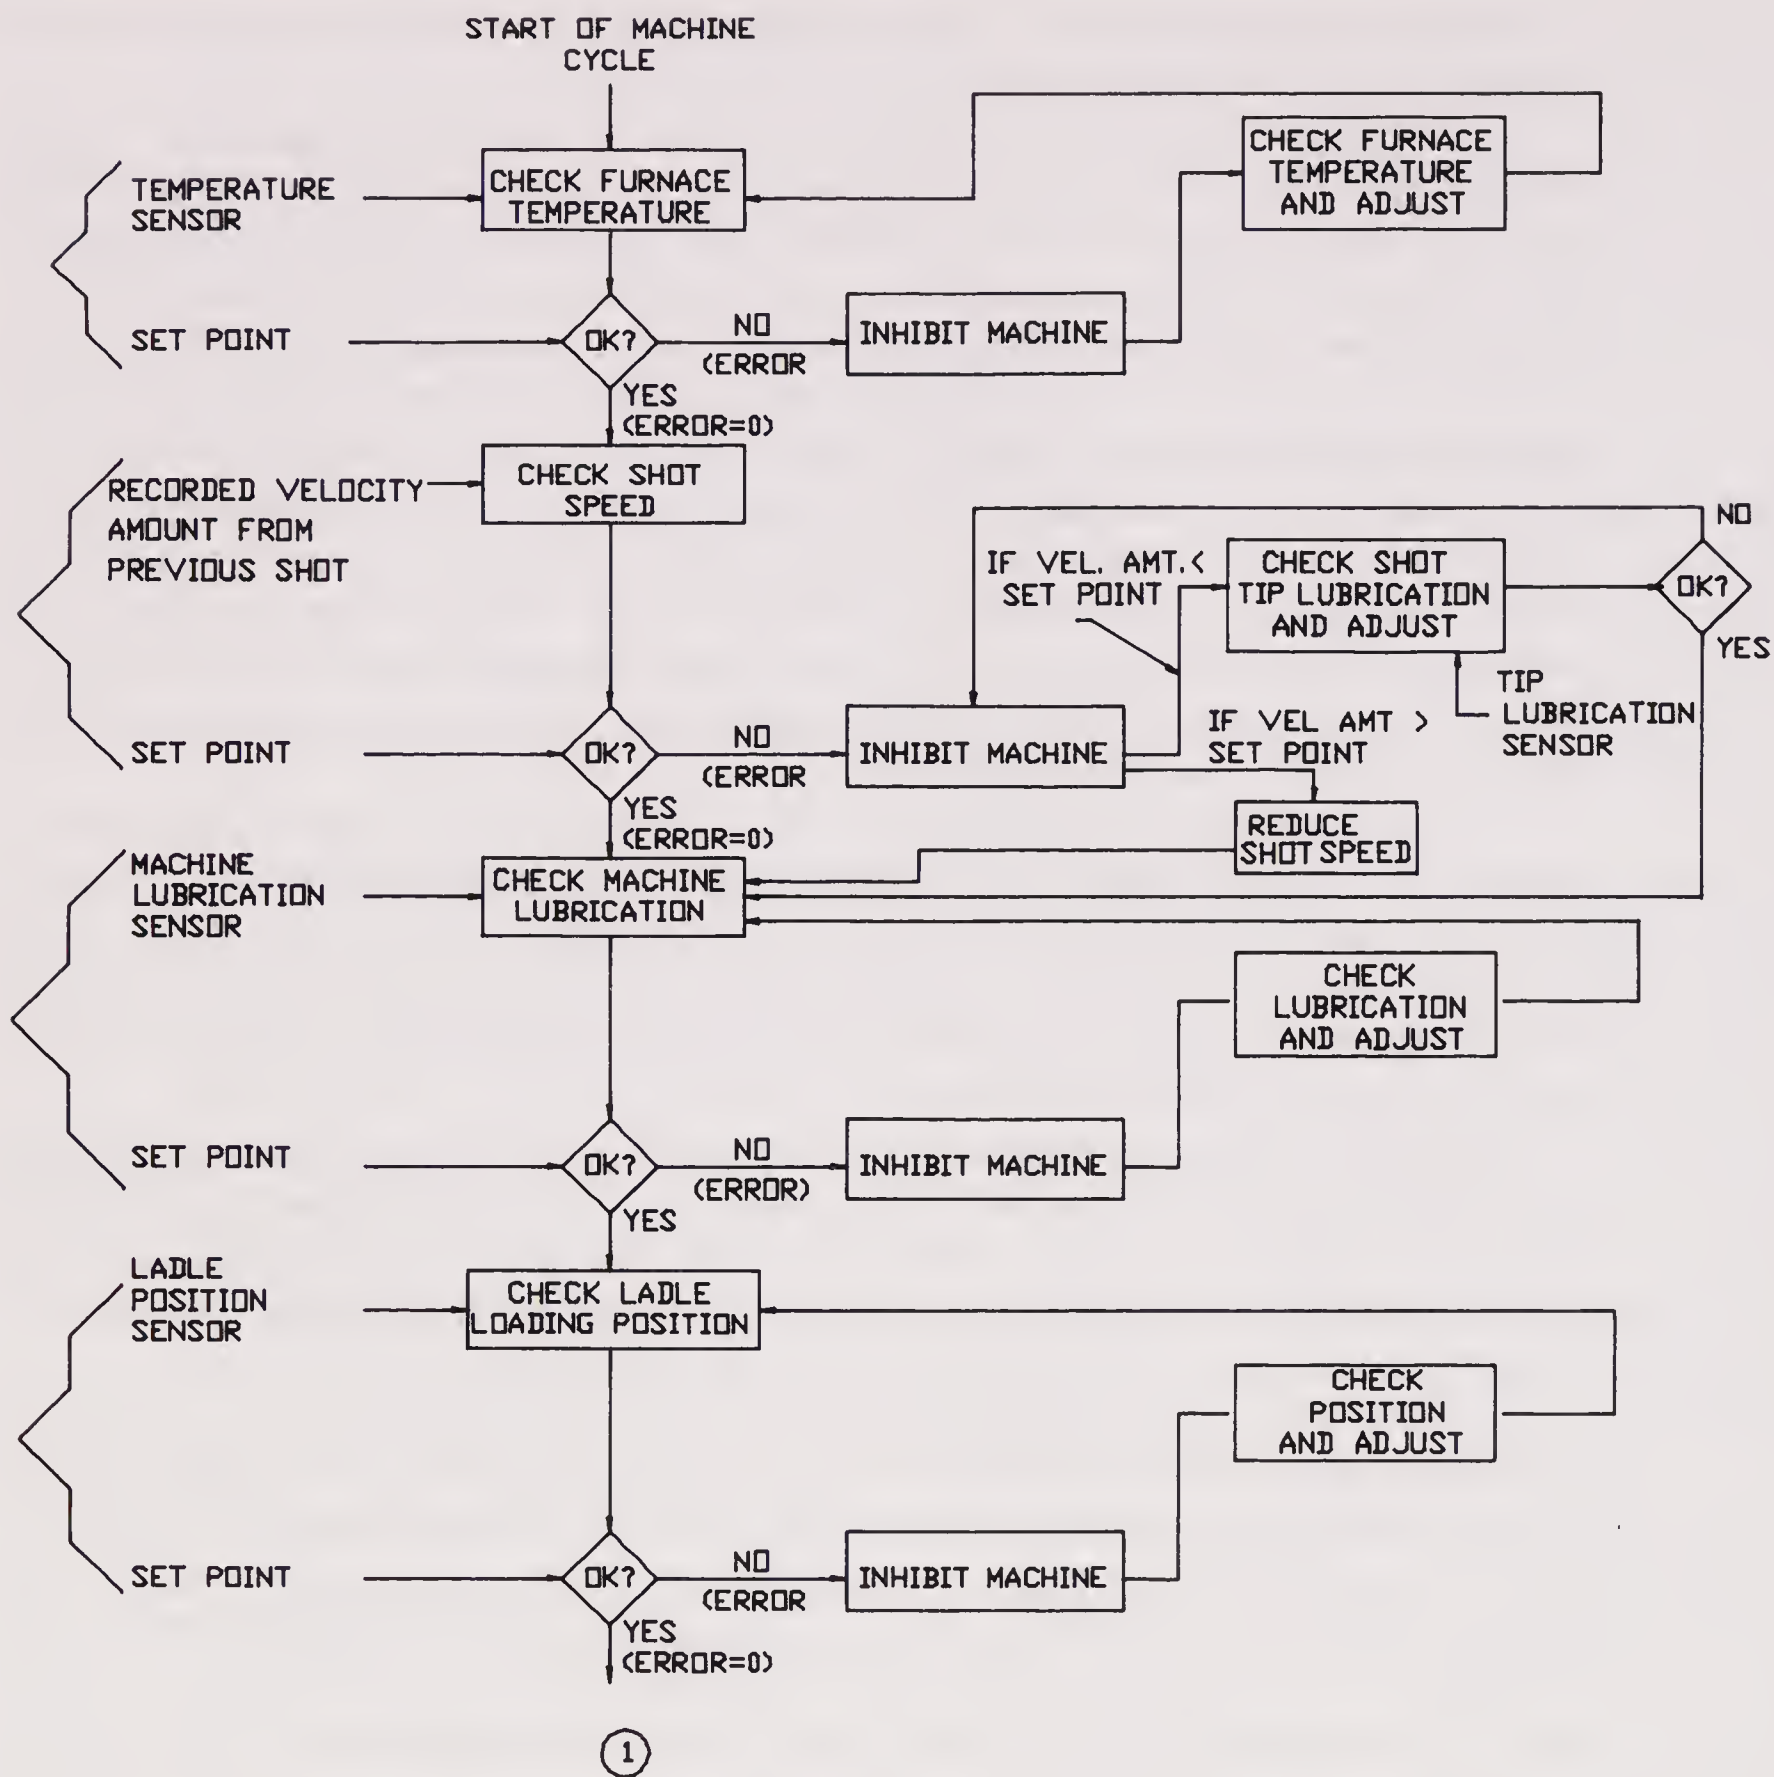 START OF MACHINE
CYCLE
TEMPERATURE
SENSOR
CHECK FURNACE
TEMPERATURE
CHECK FURNACE
TEMPERATURE
AND ADJUST
SET POINT
OK?
NO
(ERROR
INHIBIT MACHINE
YES
(ERROR=0)
RECORDED VELOCITY
AMOUNT FROM
PREVIOUS SHOT
CHECK SHOT
SPEED
IF VEL. AMT.<
SET POINT
CHECK SHOT
TIP LUBRICATION
AND ADJUST
NO
OK?
YES
TIP
LUBRICATION
SENSOR
IF VEL AMT >
SET POINT
SET POINT
OK?
NO
(ERROR
INHIBIT MACHINE
YES
(ERROR=0)
REDUCE
SHOT SPEED
MACHINE
LUBRICATION
SENSOR
CHECK MACHINE
LUBRICATION
CHECK
LUBRICATION
AND ADJUST
SET POINT
OK?
NO
(ERROR)
INHIBIT MACHINE
YES
LADLE
POSITION
SENSOR
CHECK LADLE
LOADING POSITION
CHECK
POSITION
AND ADJUST
SET POINT
OK?
NO
(ERROR
INHIBIT MACHINE
YES
(ERROR=0)
1